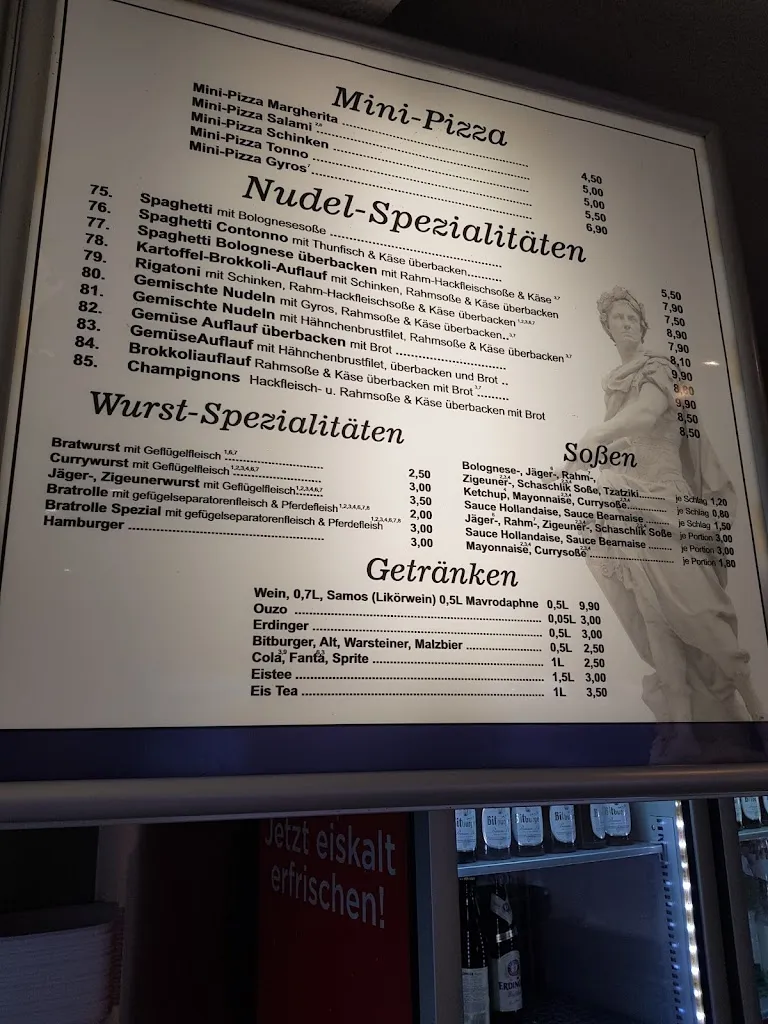 Mini-Pizza
Mini-Pizza Margherita ........ 4,50
Mini-Pizza Salami ........ 5,00
Mini-Pizza Schinken ........ 5,00
Mini-Pizza Tonno ........ 5,50
Mini-Pizza Gyros ........ 6,90
Nudel-Spezialitäten
75. Spaghetti mit Bolognesesoße ........ 5,50
76. Spaghetti Contonno mit Thunfisch & Käse überbacken ........ 7,90
77. Spaghetti Bolognese überbacken mit Rahm-Hackfleischsoße & Käse 7,50
78. Kartoffel-Brokkoli-Auflauf mit Schinken, Rahmsoße & Käse überbacken 8,90
79. Rigatoni mit Schinken, Rahm-Hackfleischsoße & Käse überbacken 7,90
80. Gemischte Nudeln mit Gyros, Rahmsoße & Käse überbacken.. 8,10
81. Gemischte Nudeln mit Hähnchenbrustfilet, Rahmsoße & Käse überbacken 9,90
82. Gemüse Auflauf überbacken mit Brot ........
83. GemüseAuflauf mit Hähnchenbrustfilet, überbacken und Brot .. 9,90
84. Brokkoliauflauf Rahmsoße & Käse überbacken mit Brot ........ 8,50
85. Champignons Hackfleisch- u. Rahmsoße & Käse überbacken mit Brot 8,50
Wurst-Spezialitäten
Bratwurst mit Geflügelfleisch ........ 2,50
Currywurst mit Geflügelfleisch ........ 3,00
Jäger-, Zigeunerwurst mit Geflügelfleisch ........ 3,50
Bratrolle mit geflügelseparatorenfleisch & Pferdefleish 2,00
Bratrolle Spezial mit gefügelseparatorenfleisch & Pferdefleish 3,00
Hamburger ........ 3,00
Soßen
Bolognese-, Jäger-, Rahm-,
Zigeuner-, Schaschlik Soße, Tzatziki ........ je Schlag 1,20
Ketchup, Mayonnaise, Currysoße ........ je Schlag 0,80
Sauce Hollandaise, Sauce Bearnaise ........ je Schlag 1,50
Jäger-, Rahm-, Zigeuner-, Schaschlik Soße je Portion 3,00
Sauce Hollandaise, Sauce Bearnaise ........ je Portion 3,00
Mayonnaise, Currysoße ........ je Portion 1,80
Getränken
Wein, 0,7L, Samos (Likörwein) 0,5L Mavrodaphne 0,5L 9,90
Ouzo ........ 0,05L 3,00
Erdinger ........ 0,5L 3,00
Bitburger, Alt, Warsteiner, Malzbier ........ 0,5L 2,50
Cola, Fanta, Sprite ........ 1L 2,50
Eistee ........ 1,5L 3,00
Eis Tea ........ 1L 3,50
Jetzt eiskalt
erfrischen!